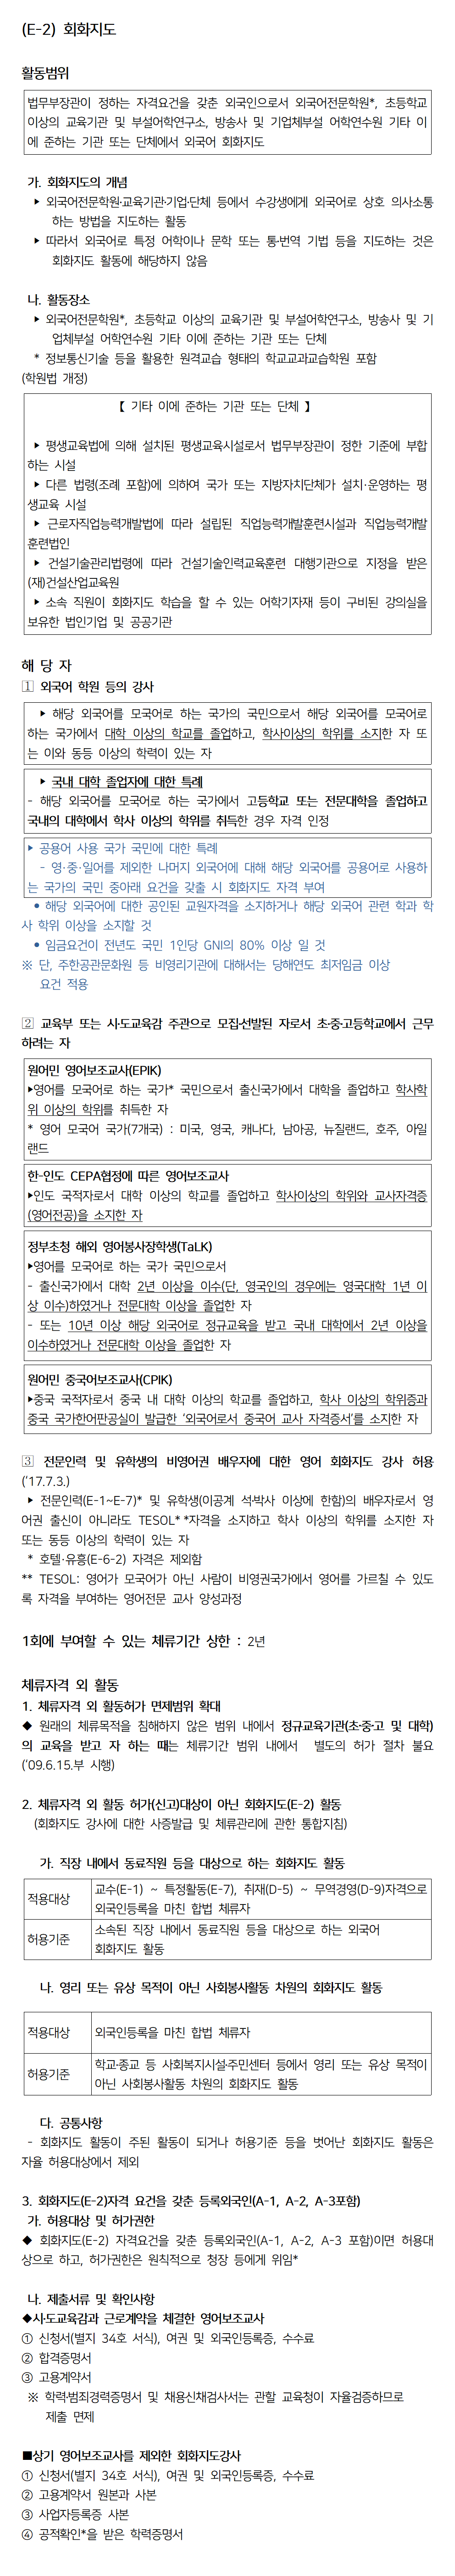 (E-2) 회화지도
활동범위
법무부장관이 정하는 자격요건을 갖춘 외국인으로서 외국어전문학원*, 초등학교
이상의 교육기관 및 부설어학연구소, 방송사 및 기업체부설 어학연수원 기타 이
에 준하는 기관 또는 단체에서 외국어 회화지도
가. 회화지도의 개념
▶ 외국어전문학원·교육기관·기업·단체 등에서 수강생에게 외국어로 상호 의사소통
하는 방법을 지도하는 활동
▶ 따라서 외국어로 특정 어학이나 문학 또는 통·번역 기법 등을 지도하는 것은
회화지도 활동에 해당하지 않음
나. 활동장소
▶ 외국어전문학원*, 초등학교 이상의 교육기관 및 부설어학연구소, 방송사 및 기
업체부설 어학연수원 기타 이에 준하는 기관 또는 단체
* 정보통신기술 등을 활용한 원격교습 형태의 학교교과교습학원 포함
(학원법 개정)
【 기타 이에 준하는 기관 또는 단체 】
▶ 평생교육법에 의해 설치된 평생교육시설로서 법무부장관이 정한 기준에 부합
하는 시설
▶ 다른 법령(조례 포함)에 의하여 국가 또는 지방자치단체가 설치·운영하는 평
생교육 시설
▶ 근로자직업능력개발법에 따라 설립된 직업능력개발훈련시설과 직업능력개발
훈련법인
▶ 건설기술관리법령에 따라 건설기술인력교육훈련 대행기관으로 지정을 받은
(재)건설산업교육원
▶ 소속 직원이 회화지도 학습을 할 수 있는 어학기자재 등이 구비된 강의실을
보유한 법인기업 및 공공기관
해 당 자
1 외국어 학원 등의 강사
▶ 해당 외국어를 모국어로 하는 국가의 국민으로서 해당 외국어를 모국어로
하는 국가에서 대학 이상의 학교를 졸업하고, 학사이상의 학위를 소지한 자 또
는 이와 동등 이상의 학력이 있는 자
▶ 국내 대학 졸업자에 대한 특례
- 해당 외국어를 모국어로 하는 국가에서 고등학교 또는 전문대학을 졸업하고
국내의 대학에서 학사 이상의 학위를 취득한 경우 자격 인정
▶ 공용어 사용 국가 국민에 대한 특례
- 영·중·일어를 제외한 나머지 외국어에 대해 해당 외국어를 공용어로 사용하
는 국가의 국민 중아래 요건을 갖출 시 회화지도 자격 부여
● 해당 외국어에 대한 공인된 교원자격을 소지하거나 해당 외국어 관련 학과 학
사 학위 이상을 소지할 것
● 임금요건이 전년도 국민 1인당 GNI의 80% 이상 일 것
※ 단, 주한공관문화원 등 비영리기관에 대해서는 당해연도 최저임금 이상
요건 적용
2 교육부 또는 시·도교육감 주관으로 모집·선발된 자로서 초·중·고등학교에서 근무
하려는 자
원어민 영어보조교사(EPIK)
▶영어를 모국어로 하는 국가* 국민으로서 출신국가에서 대학을 졸업하고 학사학
위 이상의 학위를 취득한 자
* 영어 모국어 국가(7개국) : 미국, 영국, 캐나다, 남아공, 뉴질랜드, 호주, 아일
랜드
한-인도 CEPA협정에 따른 영어보조교사
▶인도 국적자로서 대학 이상의 학교를 졸업하고 학사이상의 학위와 교사자격증
(영어전공)을 소지한 자
정부초청 해외 영어봉사장학생(TaLK)
▶영어를 모국어로 하는 국가 국민으로서
- 출신국가에서 대학 2년 이상을 이수(단, 영국인의 경우에는 영국대학 1년 이
상 이수)하였거나 전문대학 이상을 졸업한 자
- 또는 10년 이상 해당 외국어로 정규교육을 받고 국내 대학에서 2년 이상을
이수하였거나 전문대학 이상을 졸업한 자
원어민 중국어보조교사(CPIK)
▶중국 국적자로서 중국 내 대학 이상의 학교를 졸업하고, 학사 이상의 학위증과
중국 국가한어판공실이 발급한 '외국어로서 중국어 교사 자격증서'를 소지한 자
3 전문인력 및 유학생의 비영어권 배우자에 대한 영어 회화지도 강사 허용
('17.7.3.)
▶ 전문인력(E-1~E-7)* 및 유학생(이공계 석·박사 이상에 한함)의 배우자로서 영
어권 출신이 아니라도 TESOL* *자격을 소지하고 학사 이상의 학위를 소지한 자
또는 동등 이상의 학력이 있는 자
* 호텔·유흥(E-6-2) 자격은 제외함
** TESOL: 영어가 모국어가 아닌 사람이 비영권국가에서 영어를 가르칠 수 있도
록 자격을 부여하는 영어전문 교사 양성과정
1회에 부여할 수 있는 체류기간 상한 : 2년
체류자격 외 활동
1. 체류자격 외 활동허가 면제범위 확대
◆ 원래의 체류목적을 침해하지 않은 범위 내에서 정규교육기관(초·중·고 및 대학)
의 교육을 받고 자 하는 때는 체류기간 범위 내에서 별도의 허가 절차 불요
('09.6.15.부 시행)
2. 체류자격 외 활동 허가(신고)대상이 아닌 회화지도(E-2) 활동
(회화지도 강사에 대한 사증발급 및 체류관리에 관한 통합지침)
가. 직장 내에서 동료직원 등을 대상으로 하는 회화지도 활동
적용대상 교수(E-1) ~ 특정활동(E-7), 취재(D-5) ~ 무역경영(D-9)자격으로
외국인등록을 마친 합법 체류자
허용기준 소속된 직장 내에서 동료직원 등을 대상으로 하는 외국어
회화지도 활동
나. 영리 또는 유상 목적이 아닌 사회봉사활동 차원의 회화지도 활동
적용대상 외국인등록을 마친 합법 체류자
허용기준 학교·종교 등 사회복지시설·주민센터 등에서 영리 또는 유상 목적이
아닌 사회봉사활동 차원의 회화지도 활동
다. 공통사항
- 회화지도 활동이 주된 활동이 되거나 허용기준 등을 벗어난 회화지도 활동은
자율 허용대상에서 제외
3. 회화지도(E-2)자격 요건을 갖춘 등록외국인(A-1, A-2, A-3포함)
가. 허용대상 및 허가권한
◆ 회화지도(E-2) 자격요건을 갖춘 등록외국인(A-1, A-2, A-3 포함)이면 허용대
상으로 하고, 허가권한은 원칙적으로 청장 등에게 위임*
나. 제출서류 및 확인사항
◆시·도교육감과 근로계약을 체결한 영어보조교사
① 신청서(별지 34호 서식), 여권 및 외국인등록증, 수수료
② 합격증명서
③ 고용계약서
※ 학력·범죄경력증명서 및 채용신체검사서는 관할 교육청이 자율검증하므로
제출 면제
■상기 영어보조교사를 제외한 회화지도강사
① 신청서(별지 34호 서식), 여권 및 외국인등록증, 수수료
② 고용계약서 원본과 사본
③ 사업자등록증 사본
④ 공적확인*을 받은 학력증명서